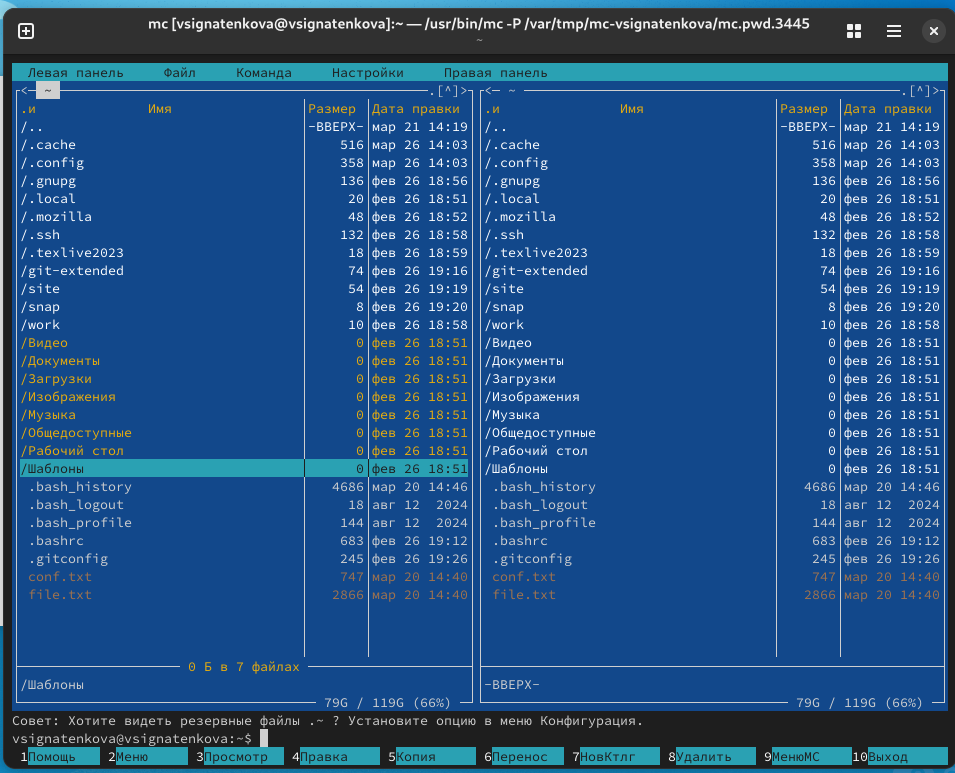 mc [vsignatenkova@vsignatenkova]:~ — /usr/bin/mc -P /var/tmp/mc-vsignatenkova/mc.pwd.3445
~
Левая панель Файл Команда Настройки Правая панель
<— ~ .[^]> <— ~ .[^]>
.и Имя Размер Дата правки .и Имя Размер Дата правки
/.. -ВВЕРХ- мар 21 14:19 /.. -ВВЕРХ- мар 21 14:19
/.cache 516 мар 26 14:03 /.cache 516 мар 26 14:03
/.config 358 мар 26 14:03 /.config 358 мар 26 14:03
/.gnupg 136 фев 26 18:56 /.gnupg 136 фев 26 18:56
/.local 20 фев 26 18:51 /.local 20 фев 26 18:51
/.mozilla 48 фев 26 18:52 /.mozilla 48 фев 26 18:52
/.ssh 132 фев 26 18:58 /.ssh 132 фев 26 18:58
/.texlive2023 18 фев 26 18:59 /.texlive2023 18 фев 26 18:59
/git-extended 74 фев 26 19:16 /git-extended 74 фев 26 19:16
/site 54 фев 26 19:19 /site 54 фев 26 19:19
/snap 8 фев 26 19:20 /snap 8 фев 26 19:20
/work 10 фев 26 18:58 /work 10 фев 26 18:58
/Видео 0 фев 26 18:51 /Видео 0 фев 26 18:51
/Документы 0 фев 26 18:51 /Документы 0 фев 26 18:51
/Загрузки 0 фев 26 18:51 /Загрузки 0 фев 26 18:51
/Изображения 0 фев 26 18:51 /Изображения 0 фев 26 18:51
/Музыка 0 фев 26 18:51 /Музыка 0 фев 26 18:51
/Общедоступные 0 фев 26 18:51 /Общедоступные 0 фев 26 18:51
/Рабочий стол 0 фев 26 18:51 /Рабочий стол 0 фев 26 18:51
/Шаблоны 0 фев 26 18:51 /Шаблоны 0 фев 26 18:51
.bash_history 4686 мар 20 14:46 .bash_history 4686 мар 20 14:46
.bash_logout 18 авг 12 2024 .bash_logout 18 авг 12 2024
.bash_profile 144 авг 12 2024 .bash_profile 144 авг 12 2024
.bashrc 683 фев 26 19:12 .bashrc 683 фев 26 19:12
.gitconfig 245 фев 26 19:26 .gitconfig 245 фев 26 19:26
conf.txt 747 мар 20 14:40 conf.txt 747 мар 20 14:40
file.txt 2866 мар 20 14:40 file.txt 2866 мар 20 14:40
0 Б в 7 файлах
/Шаблоны -ВВЕРХ-
79G / 119G (66%) 79G / 119G (66%)
Совет: Хотите видеть резервные файлы .~ ? Установите опцию в меню Конфигурация.
vsignatenkova@vsignatenkova:~$
1Помощь 2Меню 3Просмотр 4Правка 5Копия 6Перенос 7НовКтлг 8Удалить 9МенюMC 10Выход